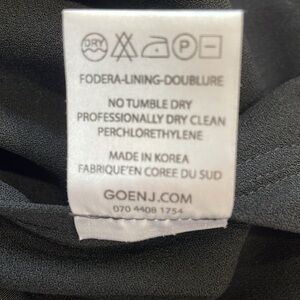 DRY P
FODERA-LINING-DOUBLURE
NO TUMBLE DRY
PROFESSIONALLY DRY CLEAN
PERCHLORETHYLENE
MADE IN KOREA
FABRIQUE'EN COREE DU SUD
GOENJ.COM
070 4408 1754